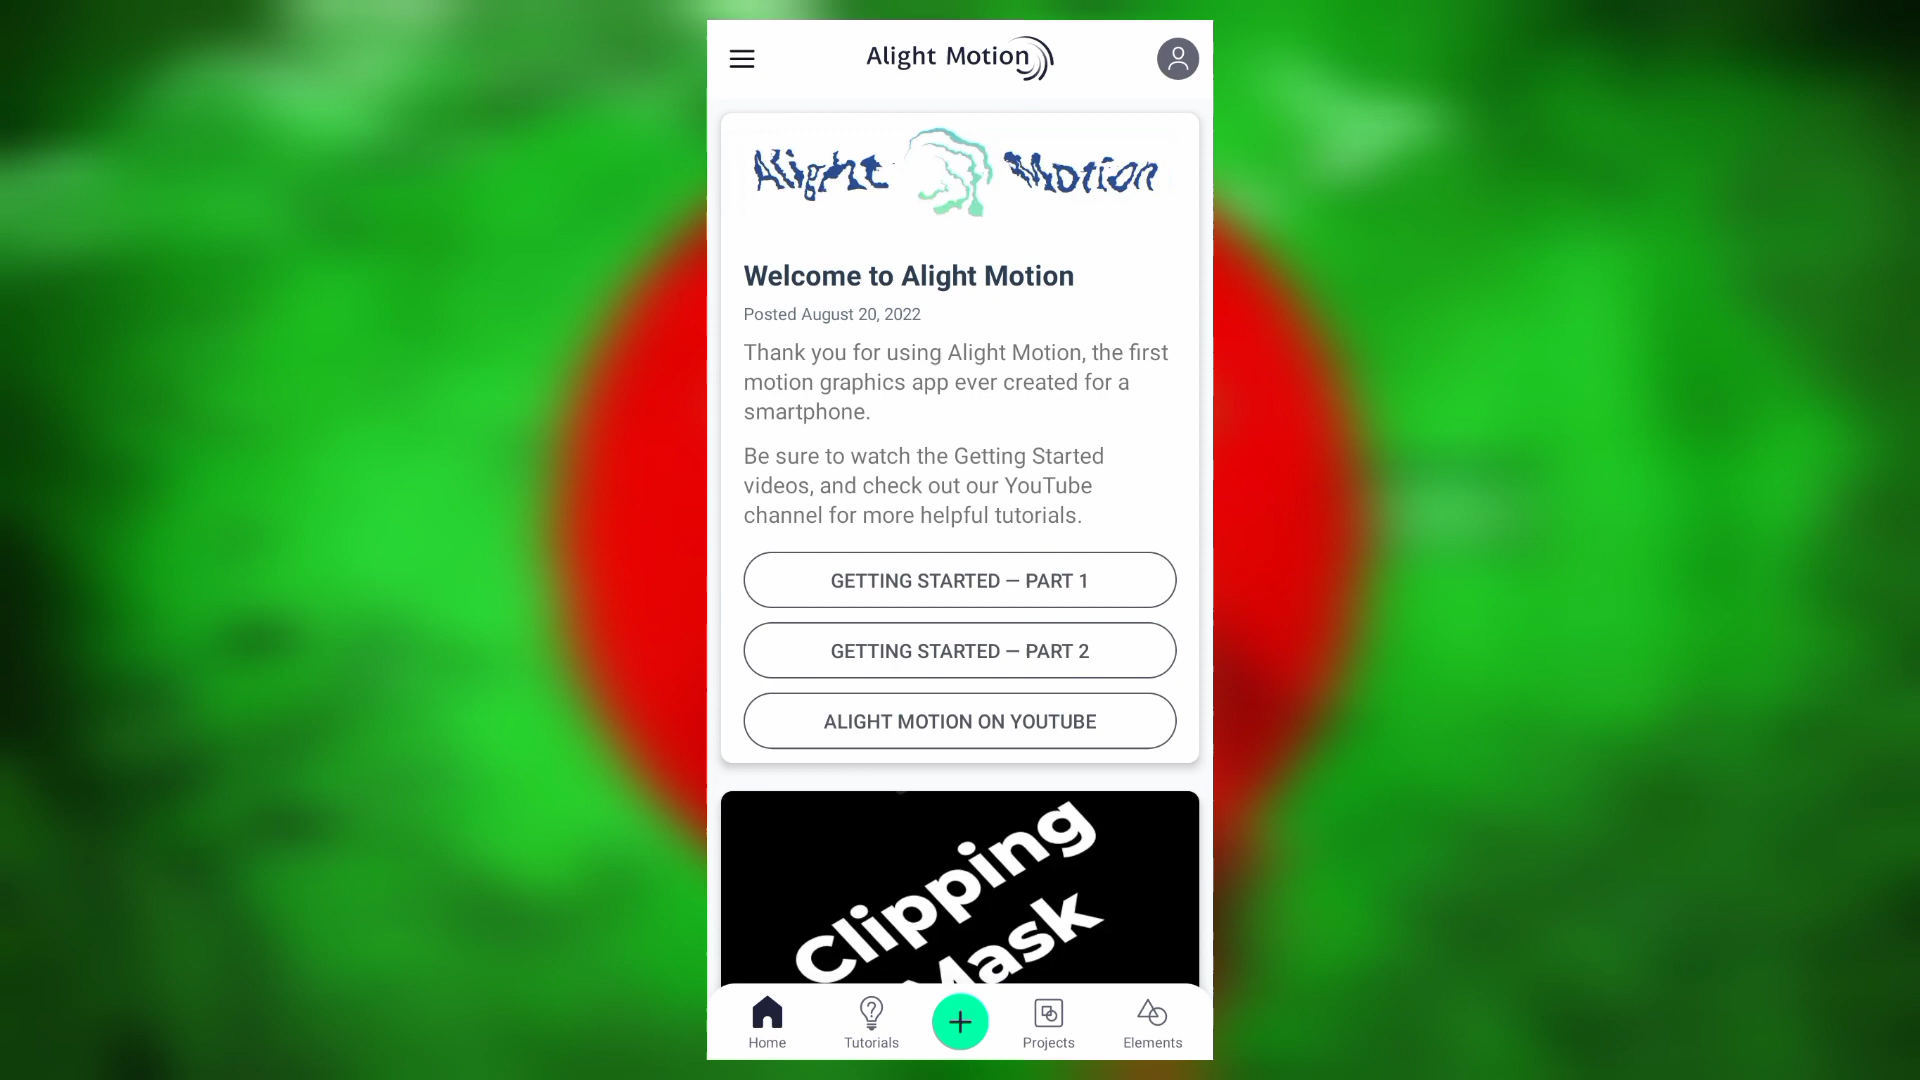 Alight Motion
Alight Motion
Welcome to Alight Motion
Posted August 20, 2022
Thank you for using Alight Motion, the first
motion graphics app ever created for a
smartphone.
Be sure to watch the Getting Started
videos, and check out our YouTube
channel for more helpful tutorials.
GETTING STARTED — PART 1
GETTING STARTED — PART 2
ALIGHT MOTION ON YOUTUBE
Clipping
Mask
Home
Tutorials
Projects
Elements